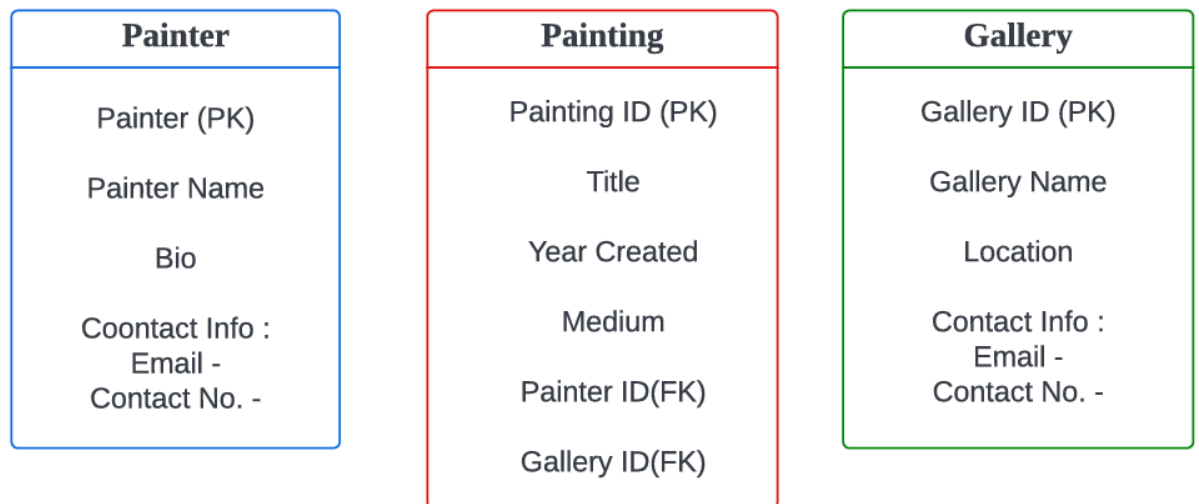 Painter
Painter (PK)
Painter Name
Bio
Coontact Info :
Email -
Contact No. -
Painting
Painting ID (PK)
Title
Year Created
Medium
Painter ID(FK)
Gallery ID(FK)
Gallery
Gallery ID (PK)
Gallery Name
Location
Contact Info :
Email -
Contact No. -